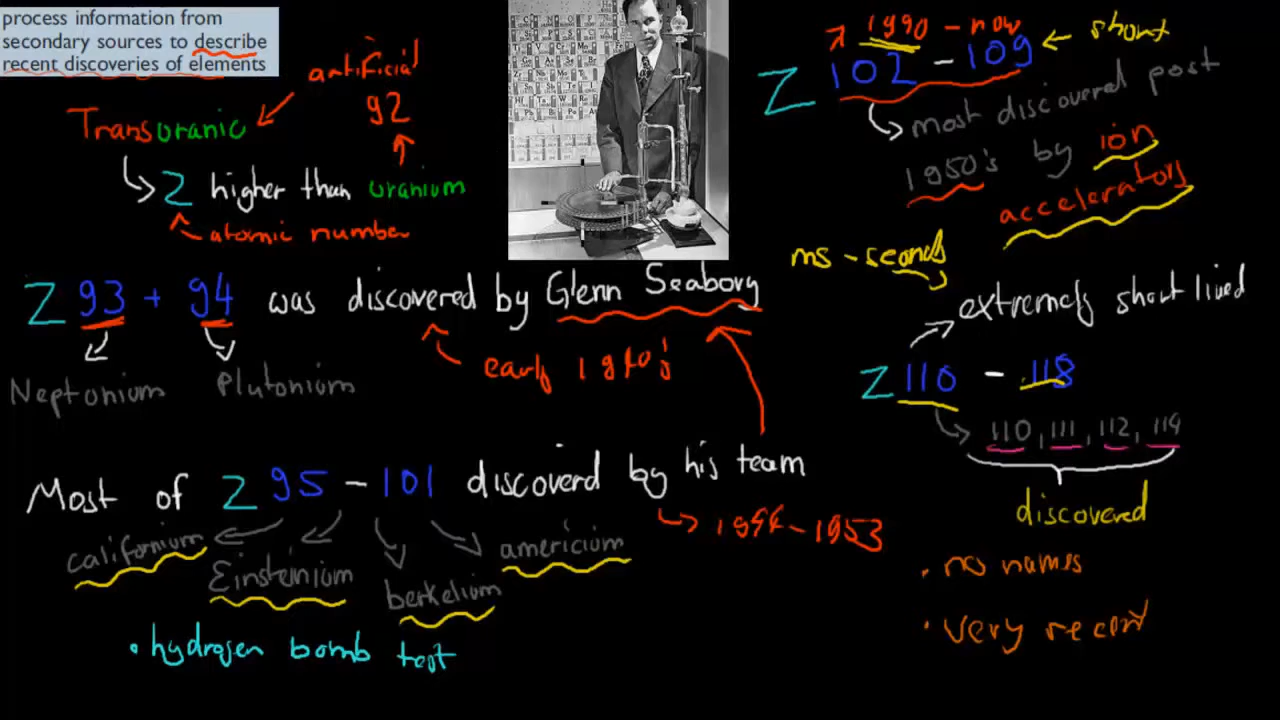 process information from
secondary sources to describe
recent discoveries of elements
artificial
92
Transuranic
Z higher than uranium
atomic number
Z 93 + 94 was discovered by Glenn Seaborg
early 1940's
Neptonium
Plutonium
Most of Z 95 - 101 discoverd by his team
1944 - 1953
californium
Einsteinium
berkelium
americium
• hydrogen bomb test
1990 - now
Z 102 - 109
short
most discovered post
1950's by ion
accelerators
ms - seconds
extremely short lived
Z 110 - 118
110, 111, 112, 114
discovered
• no names
• very recent